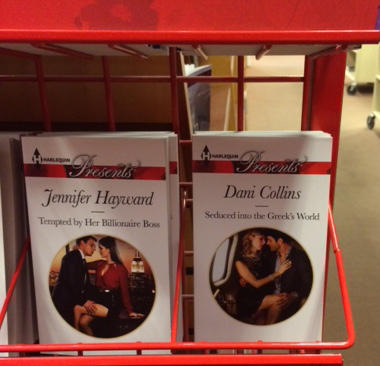 HARLEQUIN
Presents
Jennifer Hayward
Tempted by Her Billionaire Boss
HARLEQUIN
Presents
Dani Collins
Seduced into the Greek's World